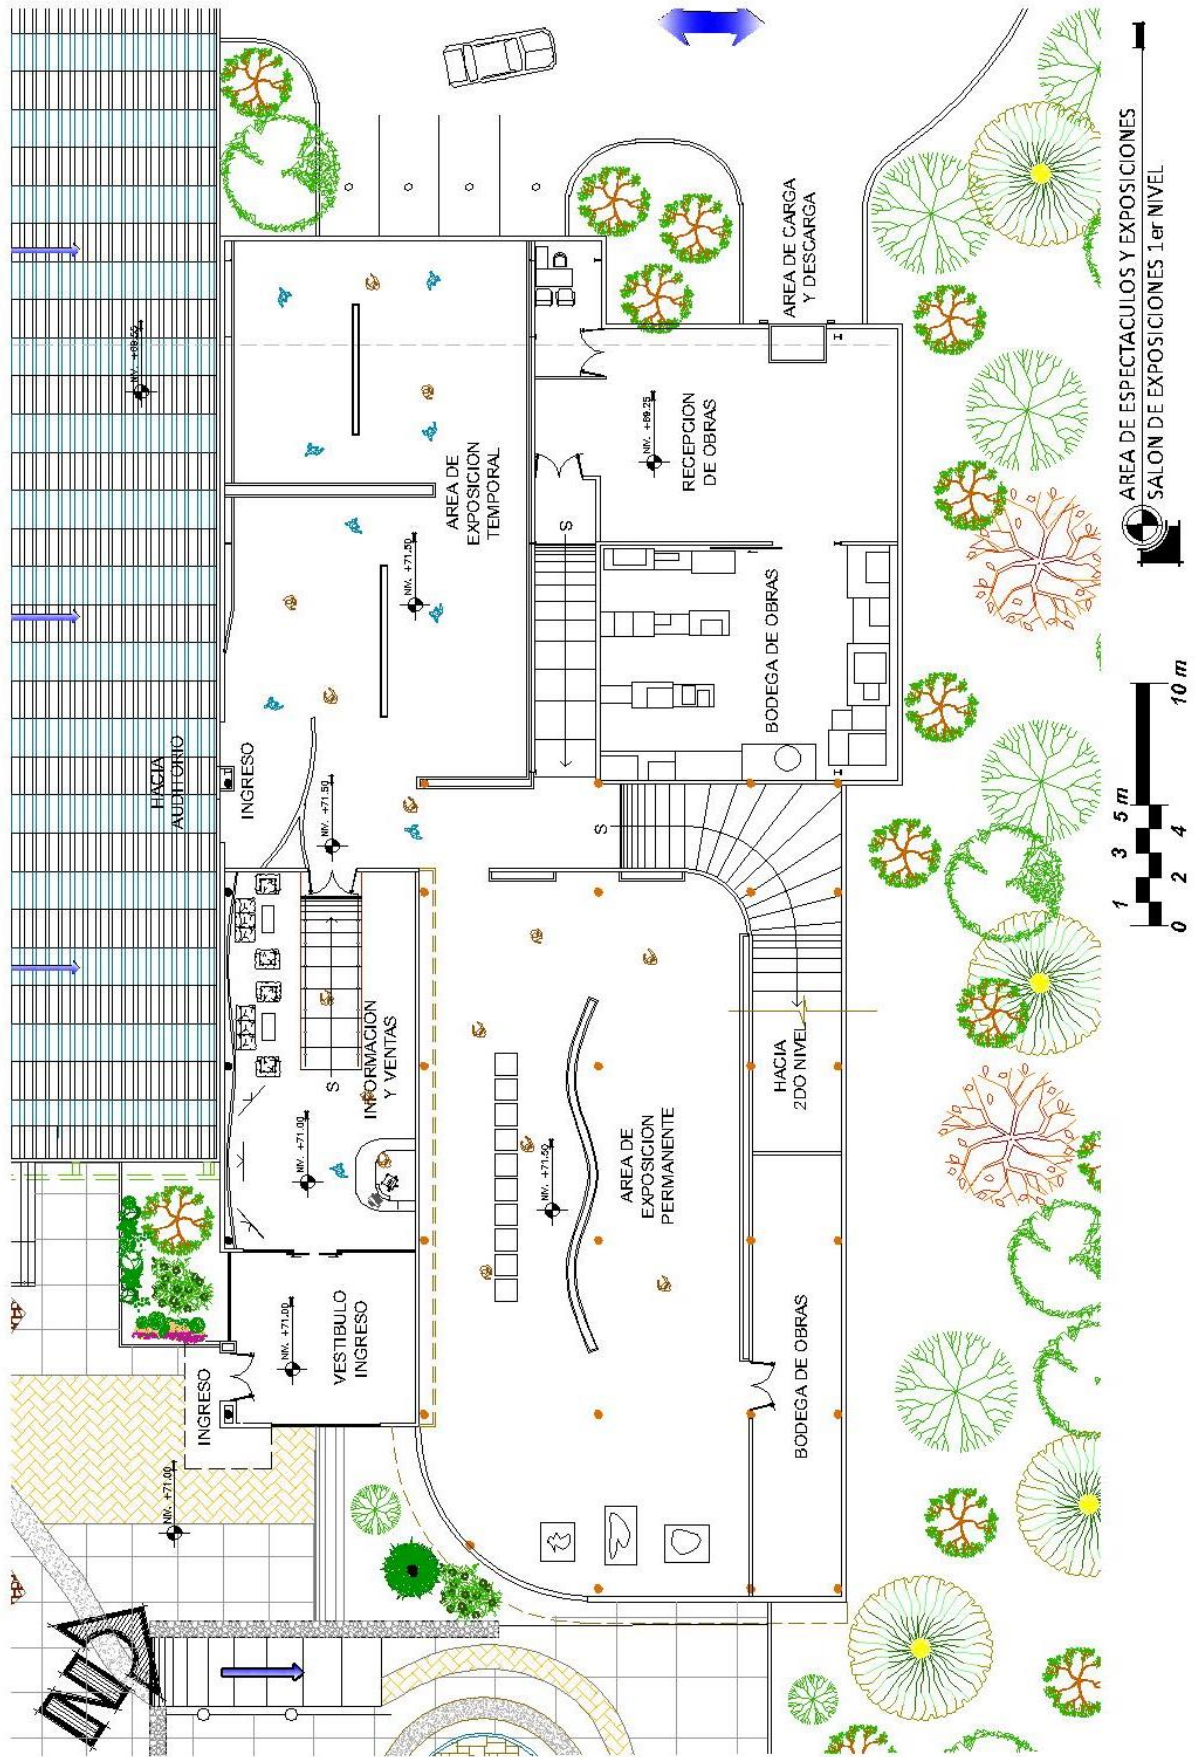 AREA DE ESPECTACULOS Y EXPOSICIONES
SALON DE EXPOSICIONES 1er NIVEL
NIV. +69.50
HACIA
AUDITORIO
INGRESO
AREA DE
EXPOSICION
TEMPORAL
NIV. +71.50
NIV. +71.50
AREA DE CARGA
Y DESCARGA
RECEPCION
DE OBRAS
NIV. +69.25
S
BODEGA DE OBRAS
S
INFORMACION
Y VENTAS
S
NIV. +71.00
HACIA
2DO NIVEL
AREA DE
EXPOSICION
PERMANENTE
NIV. +71.50
VESTIBULO
INGRESO
NIV. +71.00
INGRESO
NIV. +71.00
BODEGA DE OBRAS
N
0 1 2 3 4 5 m 10 m